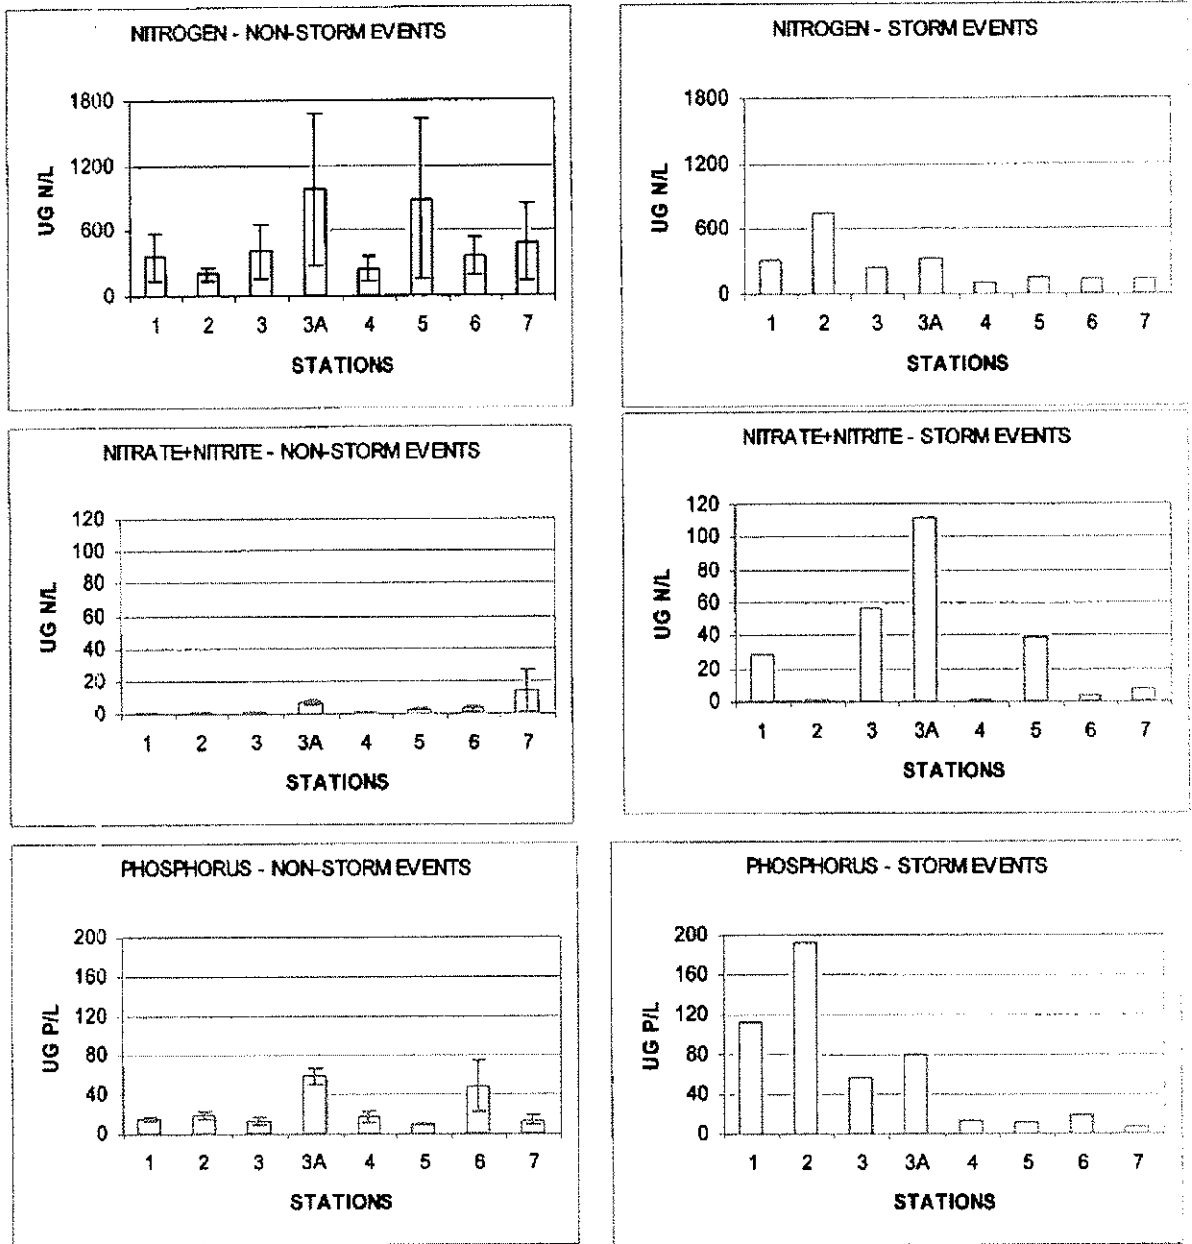 NITROGEN - NON-STORM EVENTS
UG N/L
1800
1200
600
0
1 2 3 3A 4 5 6 7
STATIONS
NITROGEN - STORM EVENTS
UG N/L
1800
1200
600
0
1 2 3 3A 4 5 6 7
STATIONS
NITRATE+NITRITE - NON-STORM EVENTS
UG N/L
120
100
80
60
40
20
0
1 2 3 3A 4 5 6 7
STATIONS
NITRATE+NITRITE - STORM EVENTS
UG N/L
120
100
80
60
40
20
0
1 2 3 3A 4 5 6 7
STATIONS
PHOSPHORUS - NON-STORM EVENTS
UG P/L
200
160
120
80
40
0
1 2 3 3A 4 5 6 7
STATIONS
PHOSPHORUS - STORM EVENTS
UG P/L
200
160
120
80
40
0
1 2 3 3A 4 5 6 7
STATIONS